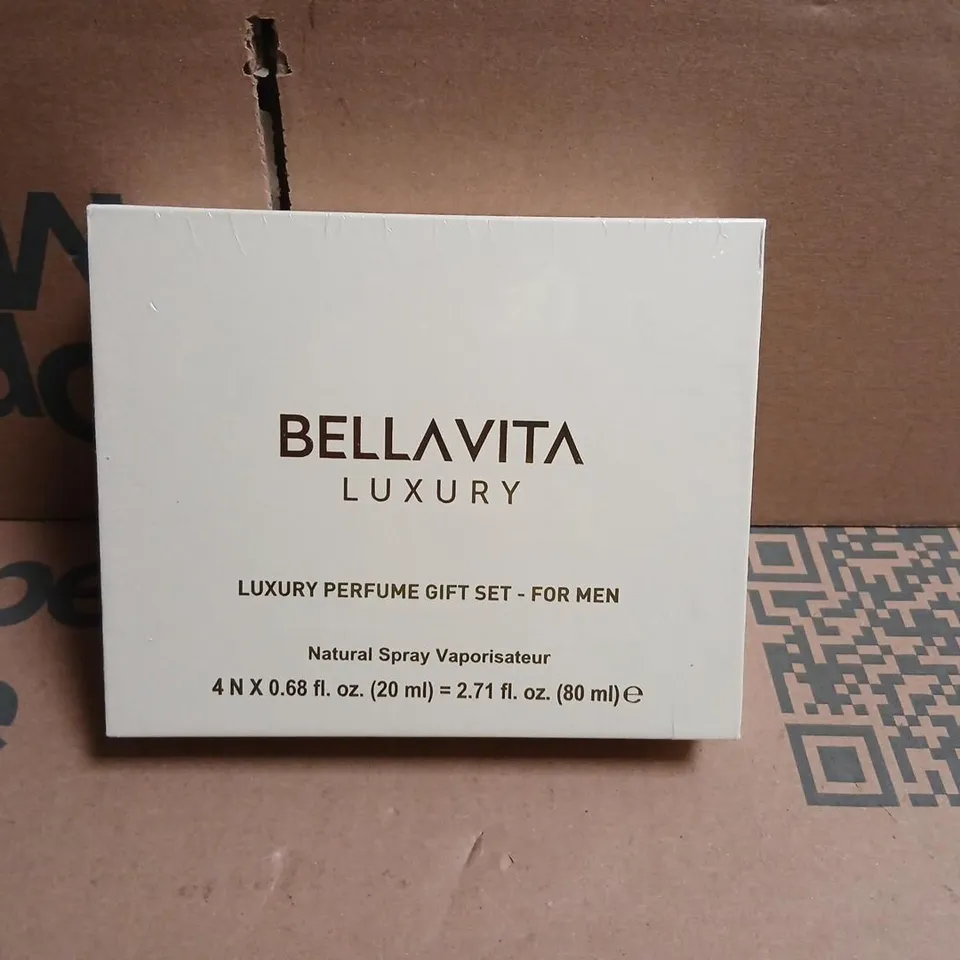 BELLAVITA
LUXURY
LUXURY PERFUME GIFT SET - FOR MEN
Natural Spray Vaporisateur
4 N X 0.68 fl. oz. (20 ml) = 2.71 fl. oz. (80 ml) ℮